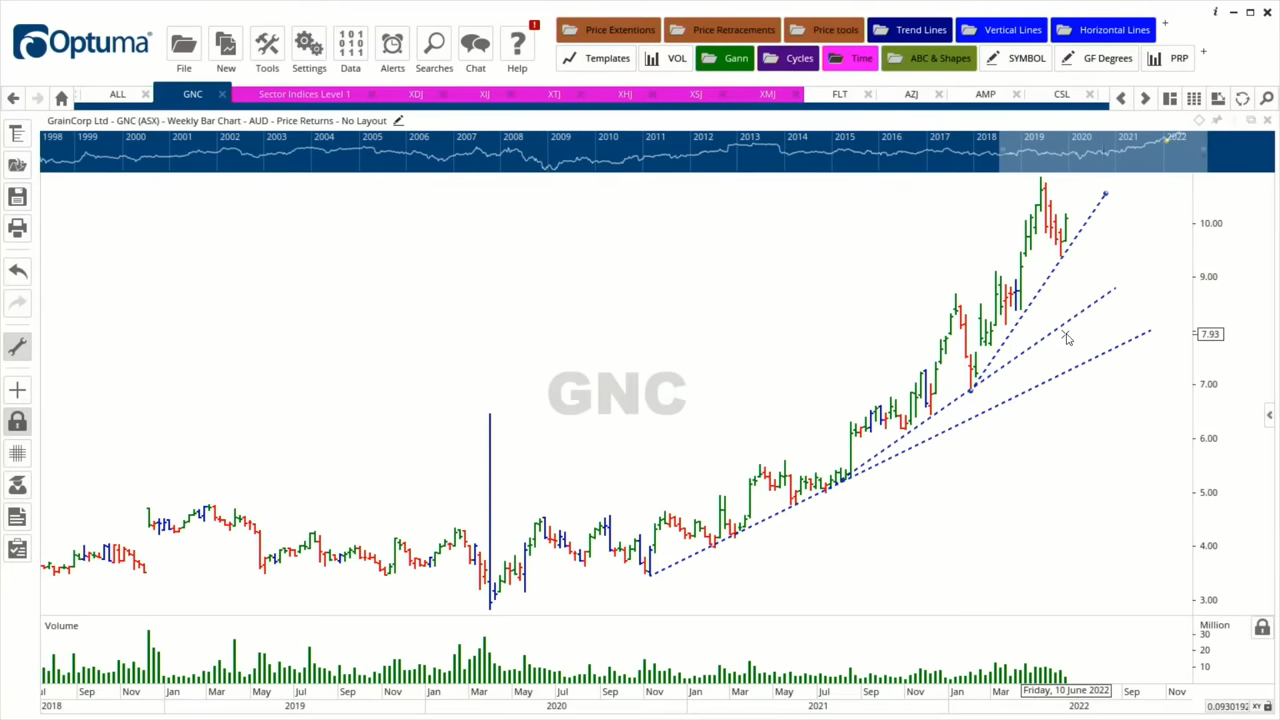 Optuma
File New Tools Settings Data Alerts Searches Chat Help
Price Extentions Price Retracements Price tools Trend Lines Vertical Lines Horizontal Lines
Templates VOL Gann Cycles Time ABC & Shapes SYMBOL GF Degrees PRP
ALL GNC Sector Indices Level 1 XDJ XIJ XTJ XHJ XSJ XMJ FLT AZJ AMP CSL
GrainCorp Ltd - GNC (ASX) - Weekly Bar Chart - AUD - Price Returns - No Layout
1998 1999 2000 2001 2002 2003 2004 2005 2006 2007 2008 2009 2010 2011 2012 2013 2014 2015 2016 2017 2018 2019 2020 2021 2022
10.00
9.00
7.93
7.00
GNC
6.00
5.00
4.00
3.00
Volume
Million
30
20
10
Sep Nov Jan Mar May Jul Sep Nov Jan Mar May Jul Sep Nov Jan Mar May Jul Sep Nov Jan Mar Friday, 10 June 2022 Sep Nov
2018 2019 2020 2021 2022
XY